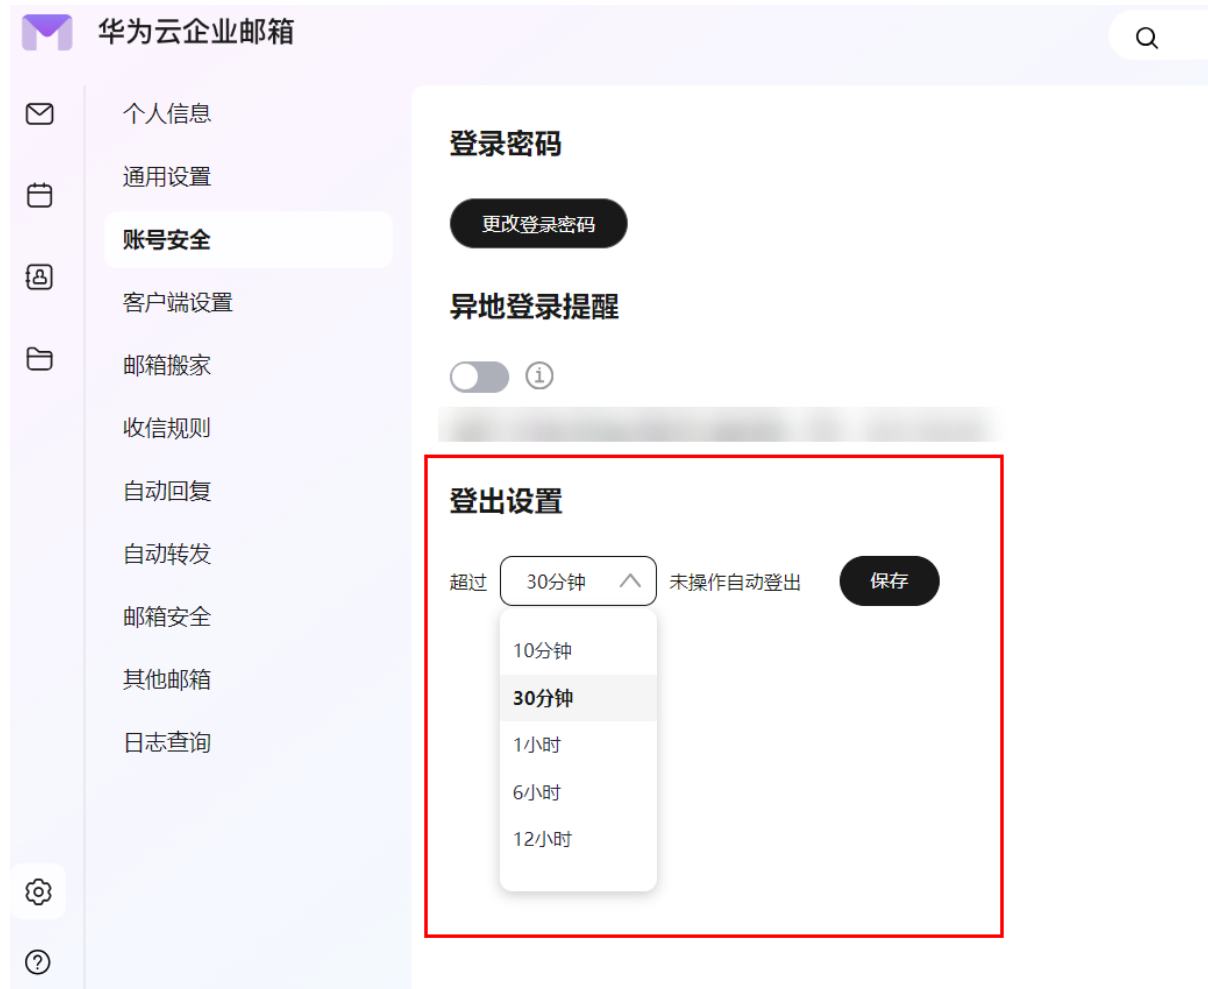 华为云企业邮箱
个人信息
通用设置
账号安全
客户端设置
邮箱搬家
收信规则
自动回复
自动转发
邮箱安全
其他邮箱
日志查询
登录密码
更改登录密码
异地登录提醒
登出设置
超过 30分钟 未操作自动登出 保存
10分钟
30分钟
1小时
6小时
12小时